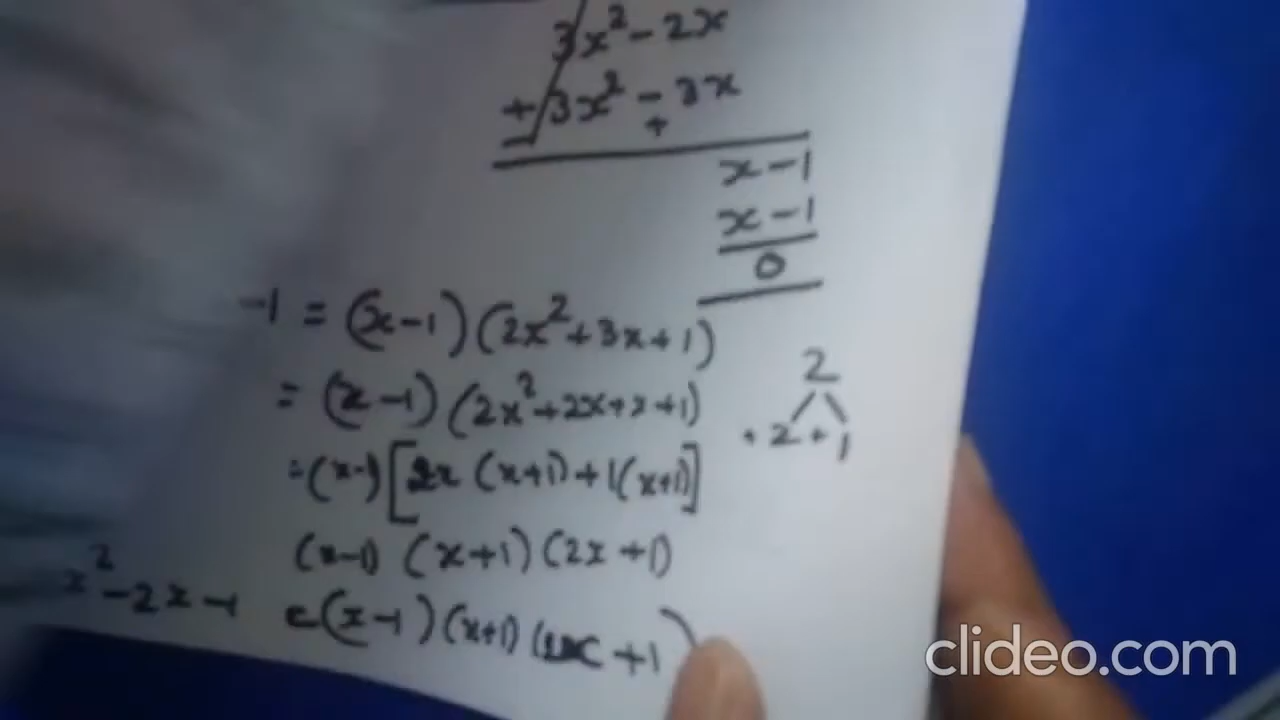 3x² - 2x
+ 3x² - 3x
- +
x - 1
x - 1
0
-1 = (x-1)(2x²+3x+1)
= (x-1)(2x²+2x+x+1)
2
+2 +1
=(x-1)[2x(x+1)+1(x+1)]
(x-1)(x+1)(2x+1)
x²-2x-1 = (x-1)(x+1)(2x+1)
clideo.com